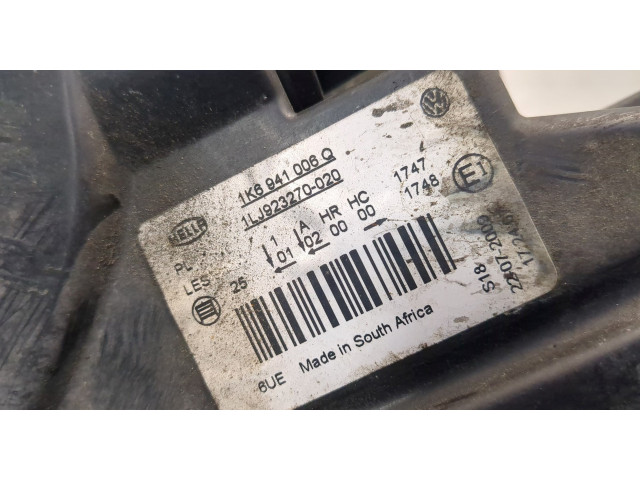 1K6 941 006 Q
1LJ923270-020
HELLA
1 A HR HC
01 02 00 00
1747
1748
E1
PL
LES 25
S18
22-07-2009
6UE Made in South Africa